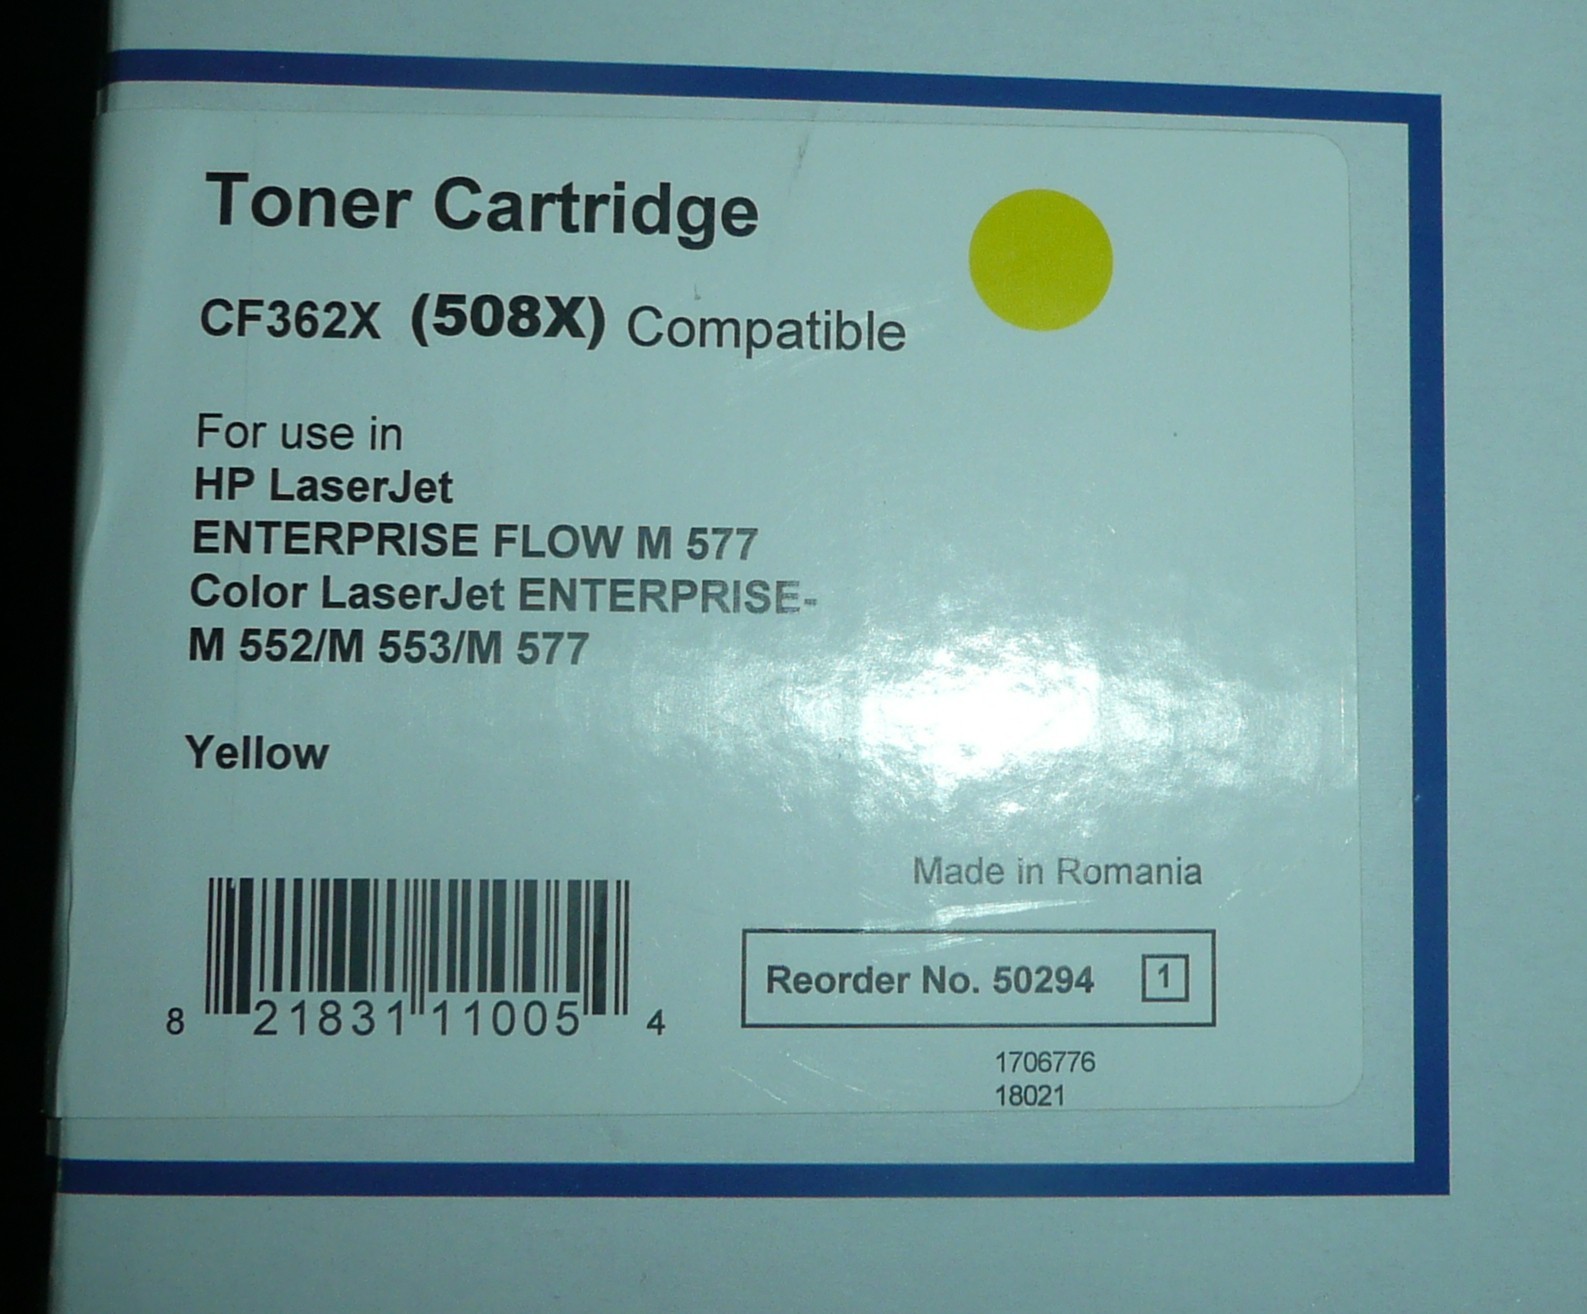 Toner Cartridge
CF362X (508X) Compatible
For use in
HP LaserJet
ENTERPRISE FLOW M 577
Color LaserJet ENTERPRISE-
M 552/M 553/M 577
Yellow
Made in Romania
Reorder No. 50294 1
8 21831 11005 4
1706776
18021